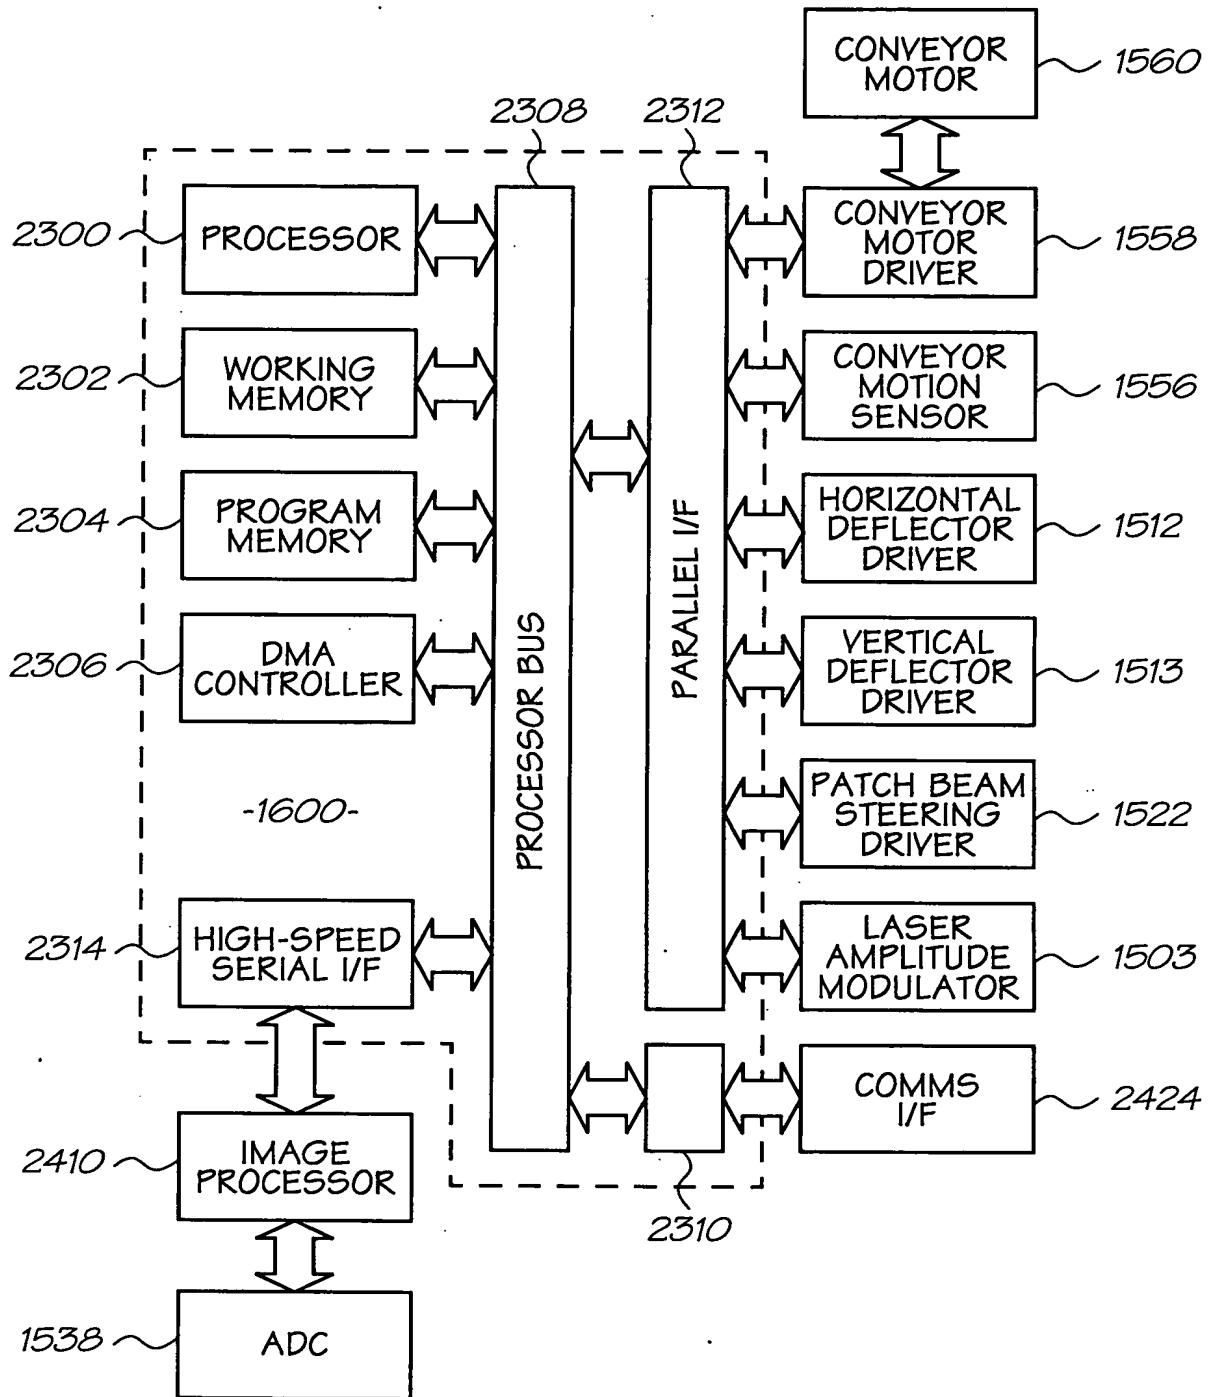 CONVEYOR
MOTOR
1560
2308
2312
2300
PROCESSOR
CONVEYOR
MOTOR
DRIVER
1558
2302
WORKING
MEMORY
CONVEYOR
MOTION
SENSOR
1556
2304
PROGRAM
MEMORY
HORIZONTAL
DEFLECTOR
DRIVER
1512
2306
DMA
CONTROLLER
PROCESSOR BUS
PARALLEL I/F
VERTICAL
DEFLECTOR
DRIVER
1513
-1600-
PATCH BEAM
STEERING
DRIVER
1522
2314
HIGH-SPEED
SERIAL I/F
LASER
AMPLITUDE
MODULATOR
1503
COMMS
I/F
2424
2410
IMAGE
PROCESSOR
2310
1538
ADC